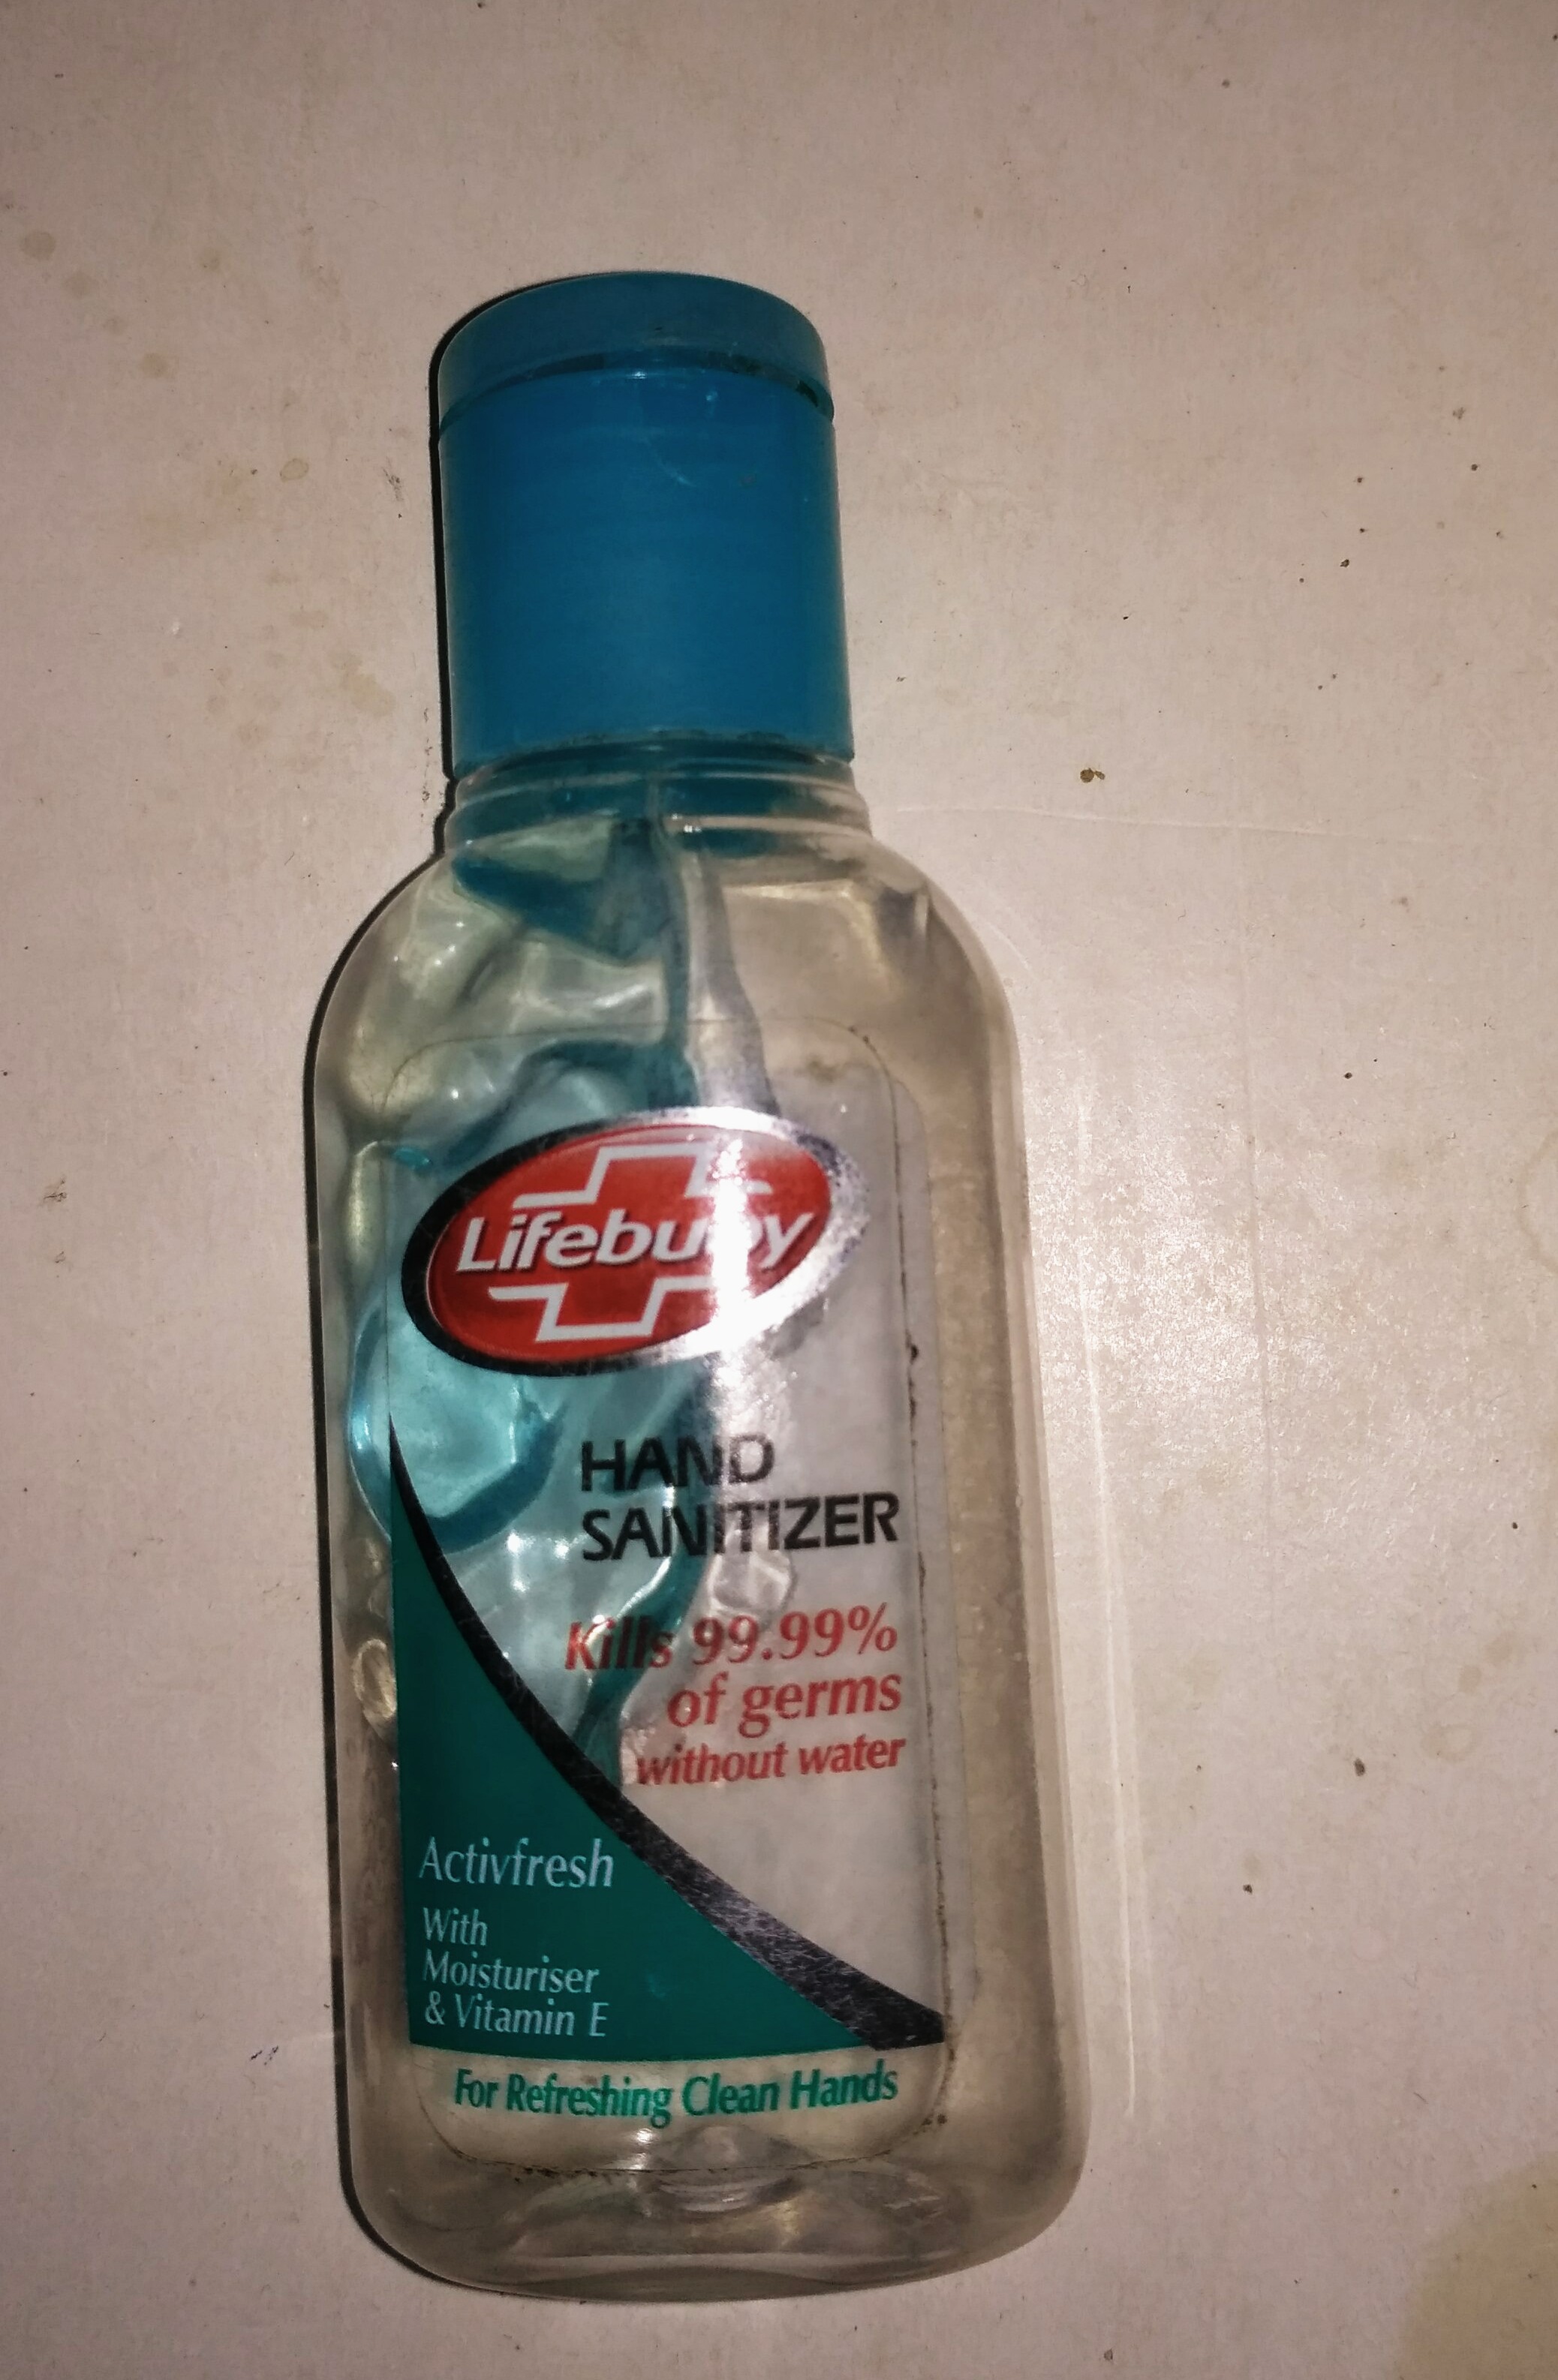 Lifebuoy
HAND
SANITIZER
Kills 99.99%
of germs
without water
Activfresh
With
Moisturiser
& Vitamin E
For Refreshing Clean Hands